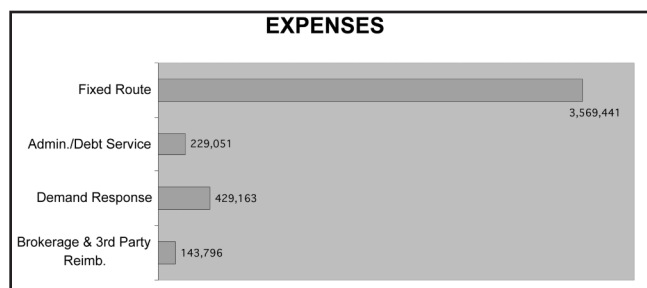 EXPENSES
Fixed Route
3,569,441
Admin./Debt Service
229,051
Demand Response
429,163
Brokerage & 3rd Party
Reimb.
143,796